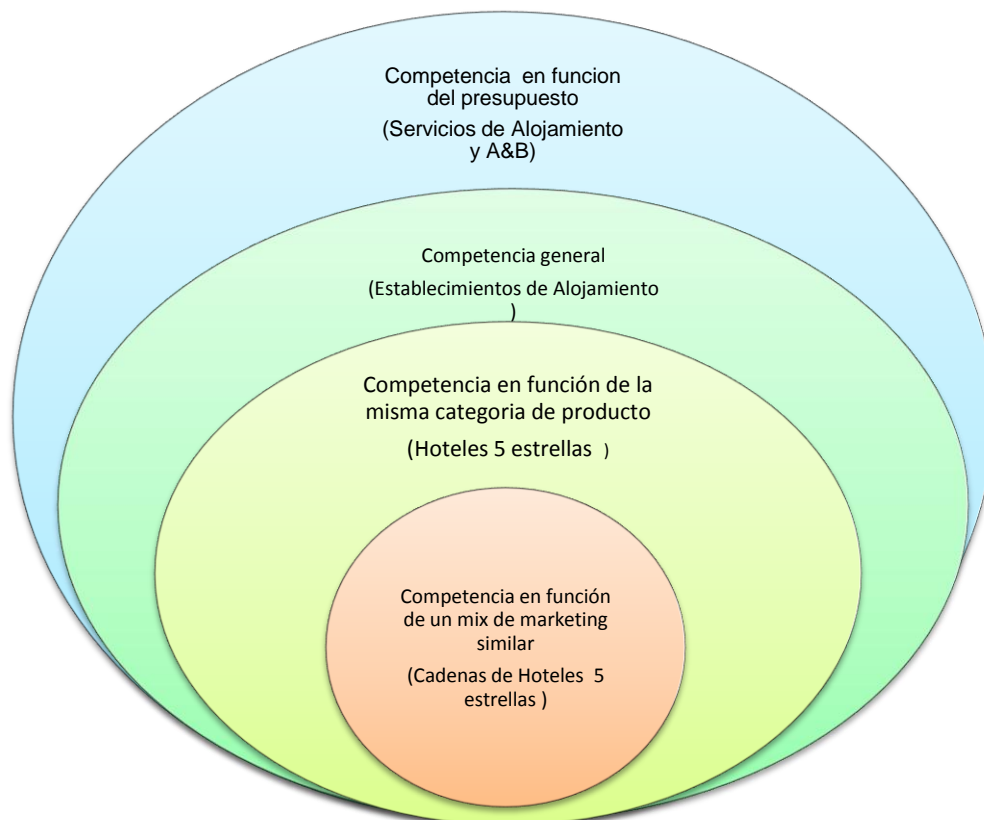 Competencia en funcion
del presupuesto
(Servicios de Alojamiento
y A&B)
Competencia general
(Establecimientos de Alojamiento
)
Competencia en función de la
misma categoria de producto
(Hoteles 5 estrellas )
Competencia en función
de un mix de marketing
similar
(Cadenas de Hoteles 5
estrellas )